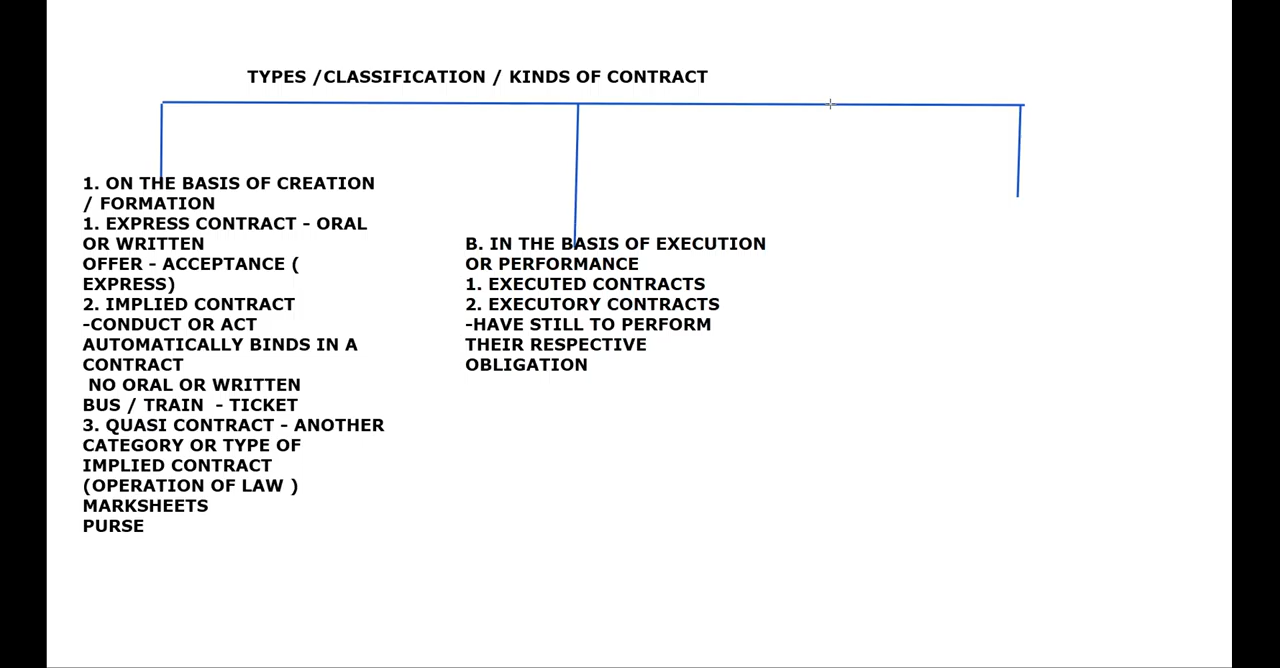 TYPES /CLASSIFICATION / KINDS OF CONTRACT
1. ON THE BASIS OF CREATION
/ FORMATION
1. EXPRESS CONTRACT - ORAL
OR WRITTEN
OFFER - ACCEPTANCE (
EXPRESS)
2. IMPLIED CONTRACT
-CONDUCT OR ACT
AUTOMATICALLY BINDS IN A
CONTRACT
NO ORAL OR WRITTEN
BUS / TRAIN  - TICKET
3. QUASI CONTRACT - ANOTHER
CATEGORY OR TYPE OF
IMPLIED CONTRACT
(OPERATION OF LAW )
MARKSHEETS
PURSE
B. IN THE BASIS OF EXECUTION
OR PERFORMANCE
1. EXECUTED CONTRACTS
2. EXECUTORY CONTRACTS
-HAVE STILL TO PERFORM
THEIR RESPECTIVE
OBLIGATION